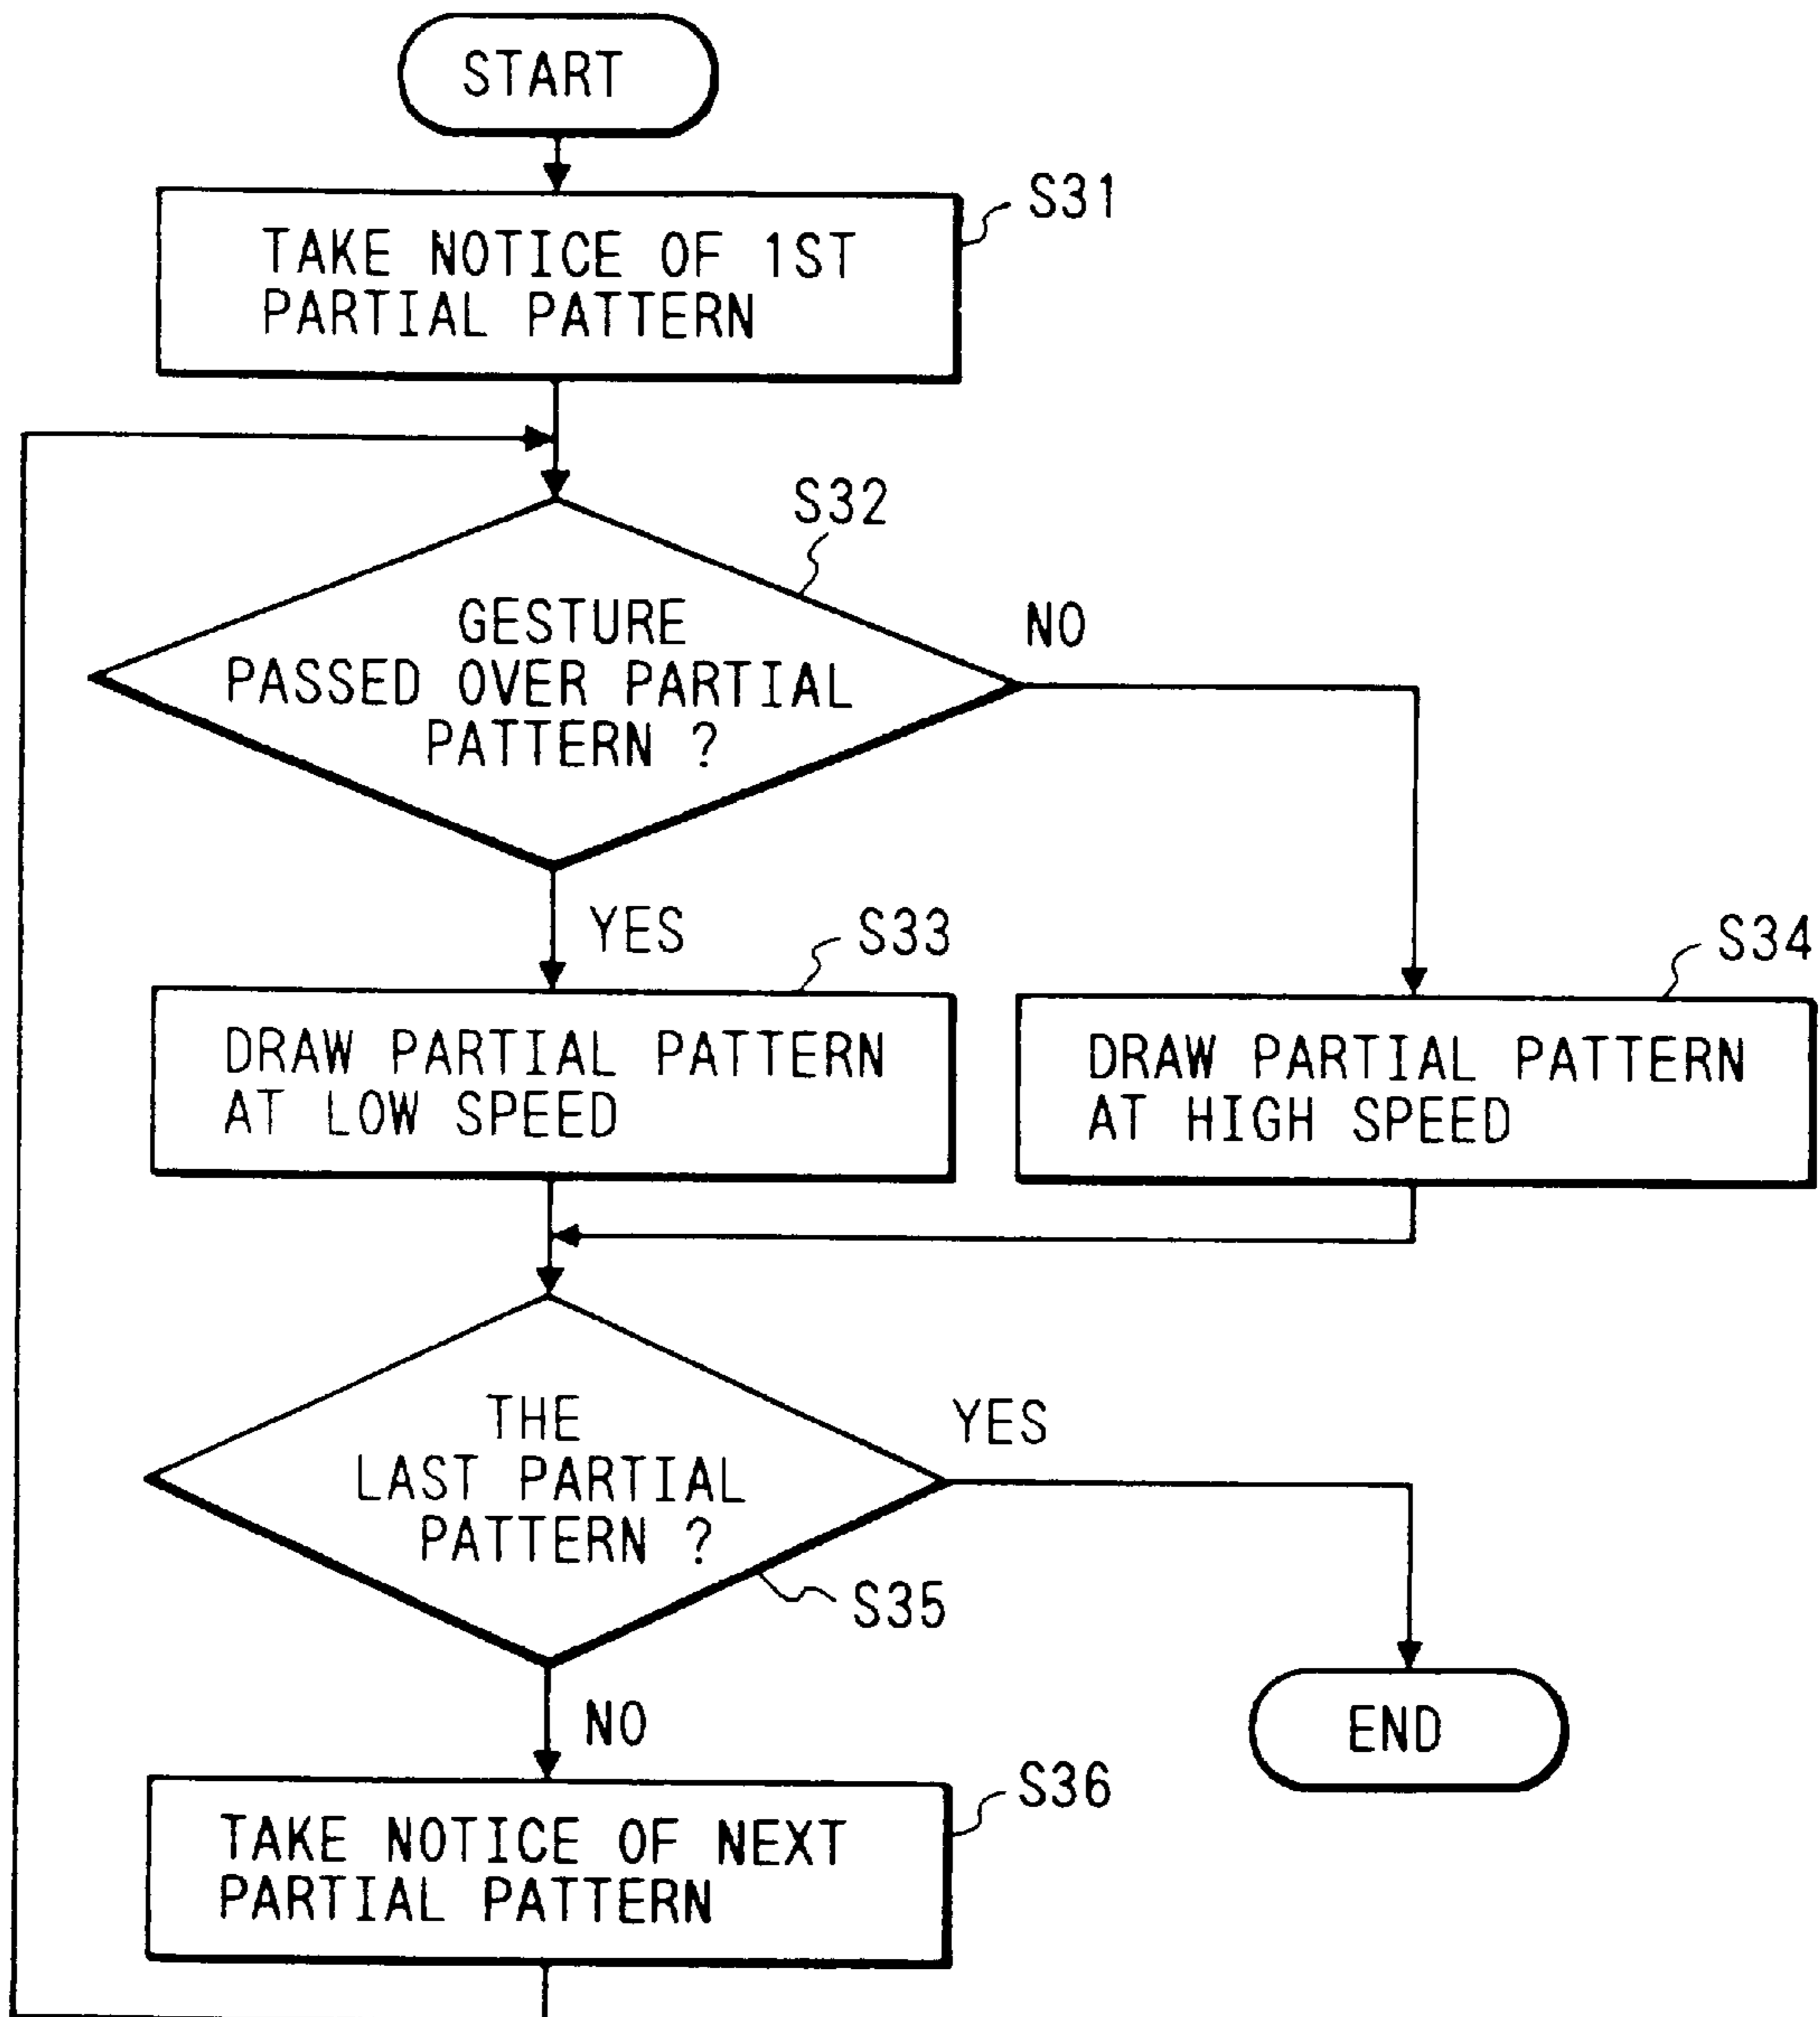 START
S31
TAKE NOTICE OF 1ST
PARTIAL PATTERN
S32
GESTURE
PASSED OVER PARTIAL
PATTERN ?
NO
YES
S33
S34
DRAW PARTIAL PATTERN
AT LOW SPEED
DRAW PARTIAL PATTERN
AT HIGH SPEED
THE
LAST PARTIAL
PATTERN ?
YES
S35
NO
END
S36
TAKE NOTICE OF NEXT
PARTIAL PATTERN